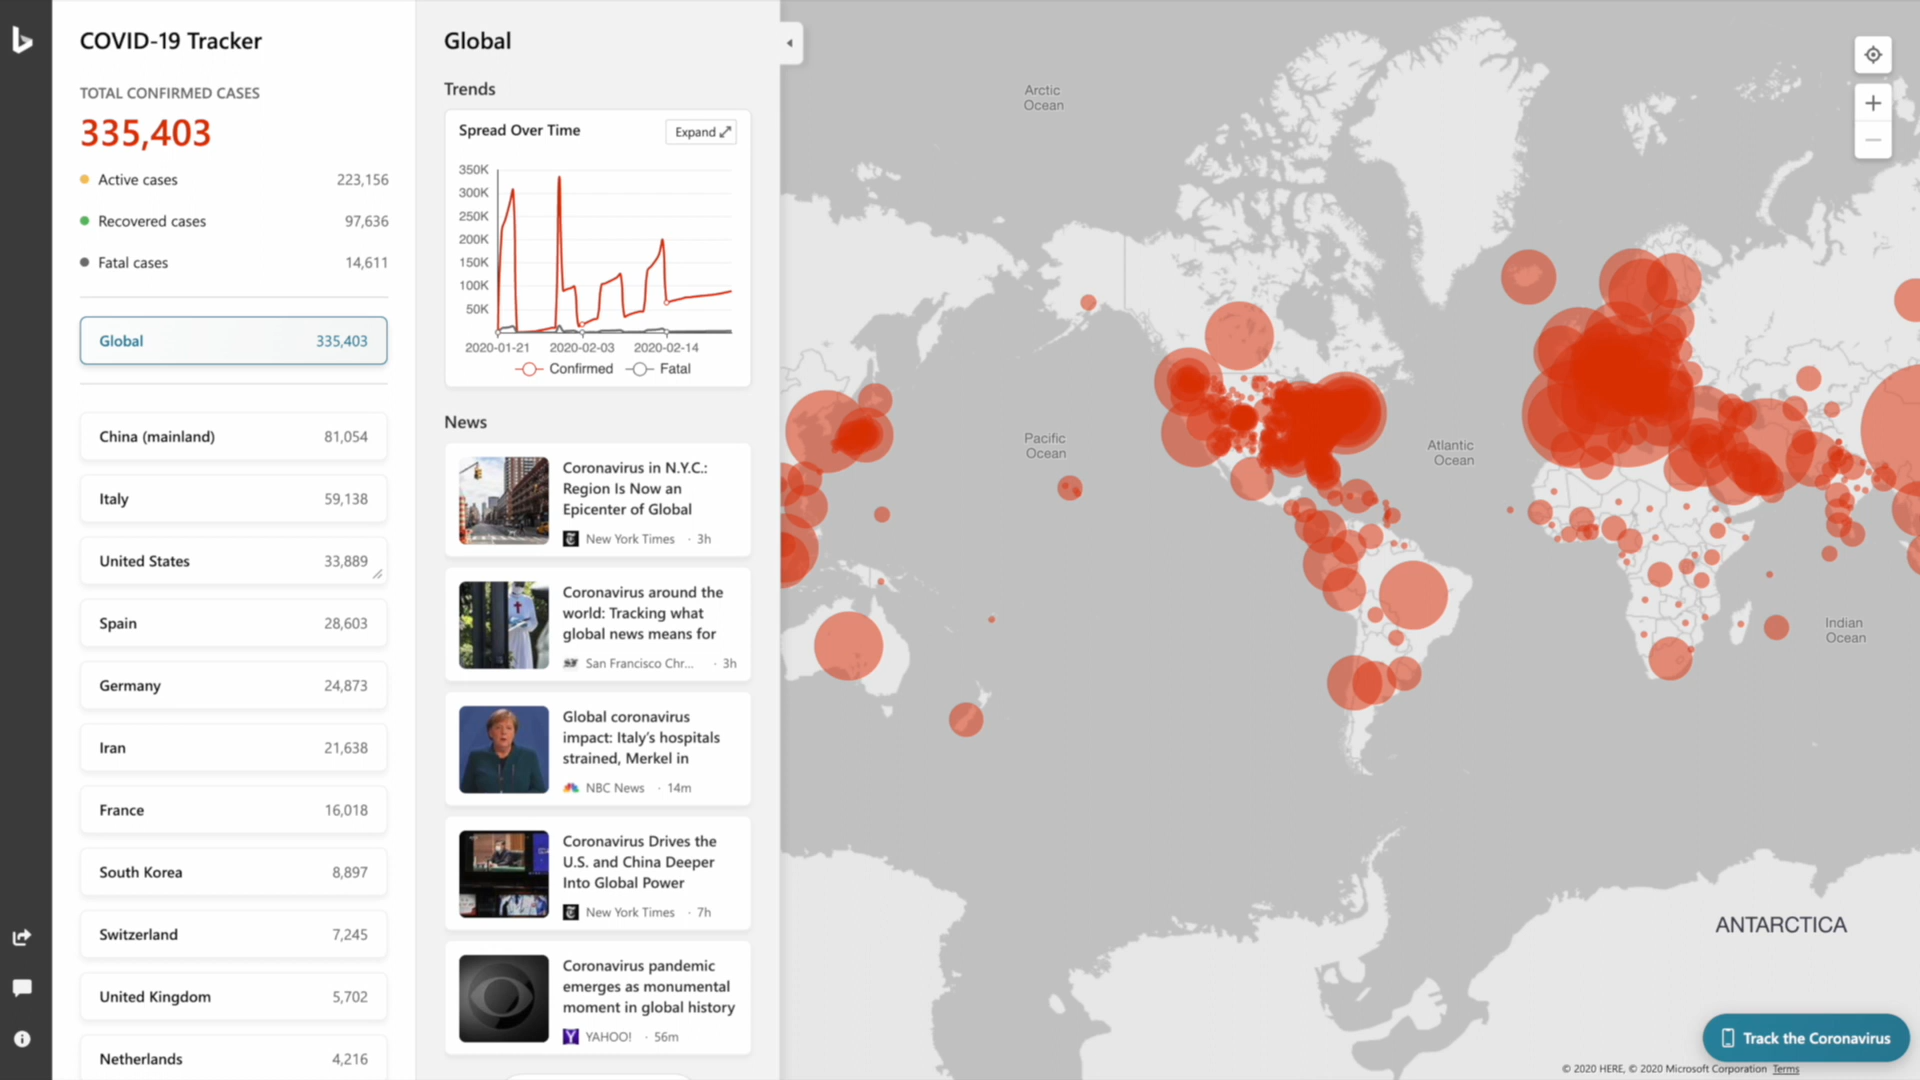 COVID-19 Tracker
TOTAL CONFIRMED CASES
335,403
Active cases 223,156
Recovered cases 97,636
Fatal cases 14,611
Global 335,403
China (mainland) 81,054
Italy 59,138
United States 33,889
Spain 28,603
Germany 24,873
Iran 21,638
France 16,018
South Korea 8,897
Switzerland 7,245
United Kingdom 5,702
Netherlands 4,216
Global
Trends
Spread Over Time
Expand
350K
300K
250K
200K
150K
100K
50K
2020-01-21 2020-02-03 2020-02-14
Confirmed Fatal
News
Coronavirus in N.Y.C.:
Region Is Now an
Epicenter of Global
New York Times · 3h
Coronavirus around the
world: Tracking what
global news means for
San Francisco Chr... · 3h
Global coronavirus
impact: Italy's hospitals
strained, Merkel in
NBC News · 14m
Coronavirus Drives the
U.S. and China Deeper
Into Global Power
New York Times · 7h
Coronavirus pandemic
emerges as monumental
moment in global history
YAHOO! · 56m
Arctic
Ocean
Pacific
Ocean
Atlantic
Ocean
Indian
Ocean
ANTARCTICA
Track the Coronavirus
© 2020 HERE, © 2020 Microsoft Corporation Terms